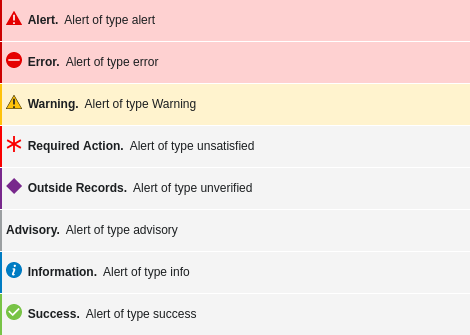 Alert. Alert of type alert
Error. Alert of type error
Warning. Alert of type Warning
Required Action. Alert of type unsatisfied
Outside Records. Alert of type unverified
Advisory. Alert of type advisory
Information. Alert of type info
Success. Alert of type success